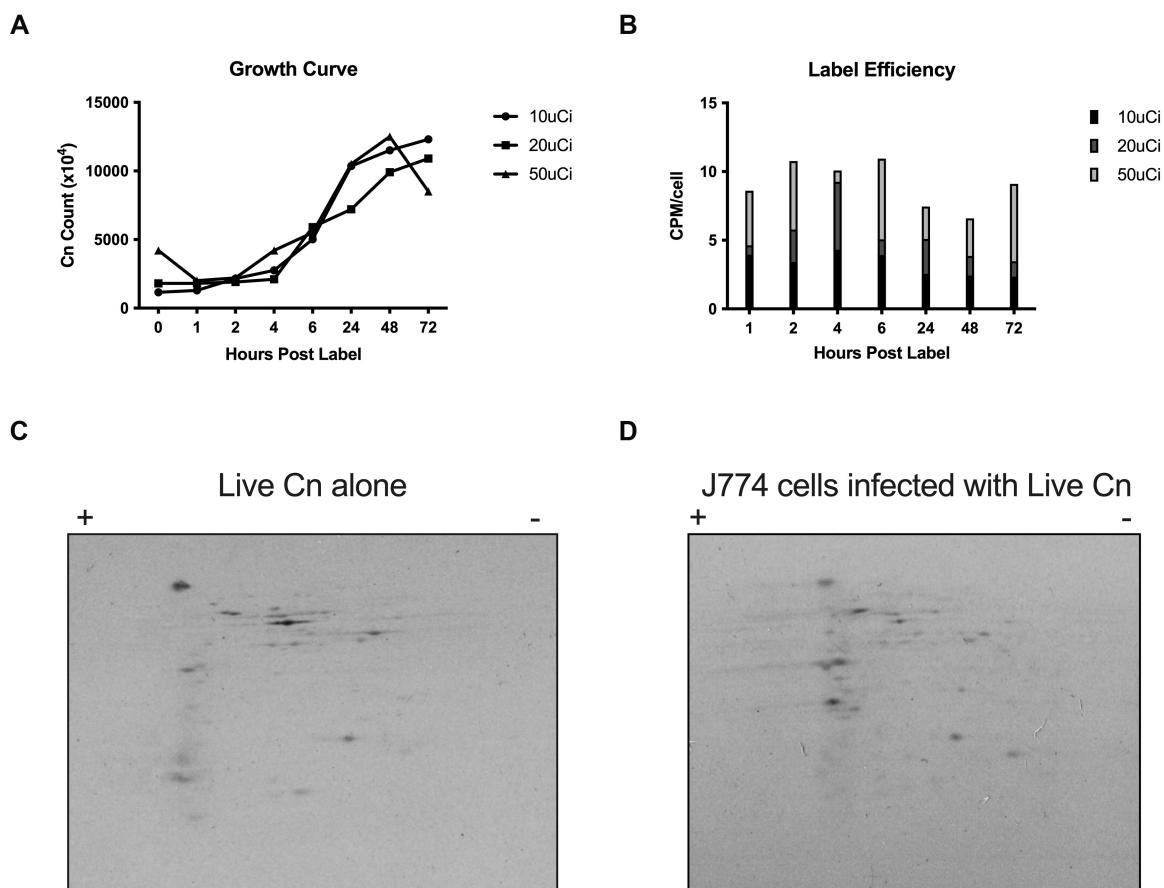 A
Growth Curve
15000
10000
5000
0
Cn Count (x10⁴)
0 1 2 4 6 24 48 72
Hours Post Label
10uCi
20uCi
50uCi
B
Label Efficiency
15
10
5
0
CPM/cell
1 2 4 6 24 48 72
Hours Post Label
10uCi
20uCi
50uCi
C
Live Cn alone
+ -
D
J774 cells infected with Live Cn
+ -